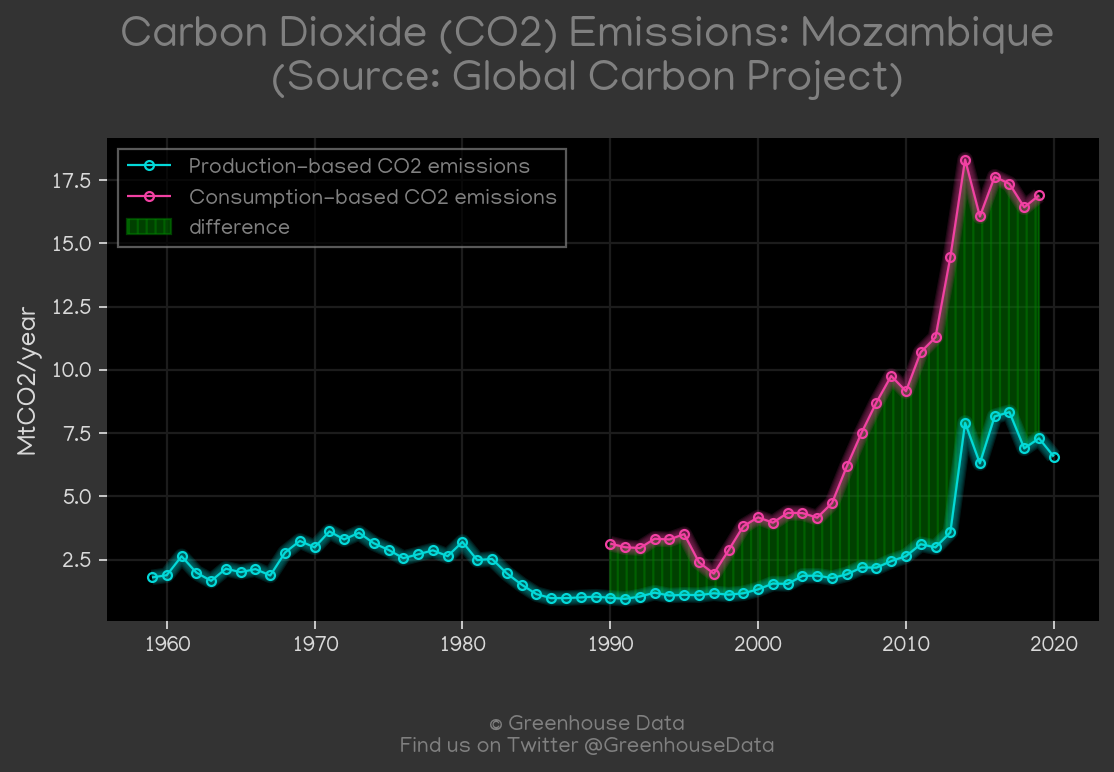 Carbon Dioxide (CO2) Emissions: Mozambique
(Source: Global Carbon Project)
Production-based CO2 emissions
Consumption-based CO2 emissions
difference
MtCO2/year
17.5
15.0
12.5
10.0
7.5
5.0
2.5
1960 1970 1980 1990 2000 2010 2020
© Greenhouse Data
Find us on Twitter @GreenhouseData